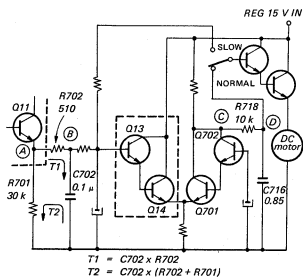 REG 15 V IN
SLOW
NORMAL
Q11
R702
510
B
A
T1
R701
30 k
T2
C702
0.1 µ
Q13
Q14
C
Q702
Q701
R718
10 k
D
DC
motor
C716
0.85
T1 = C702 x R702
T2 = C702 x (R702 + R701)